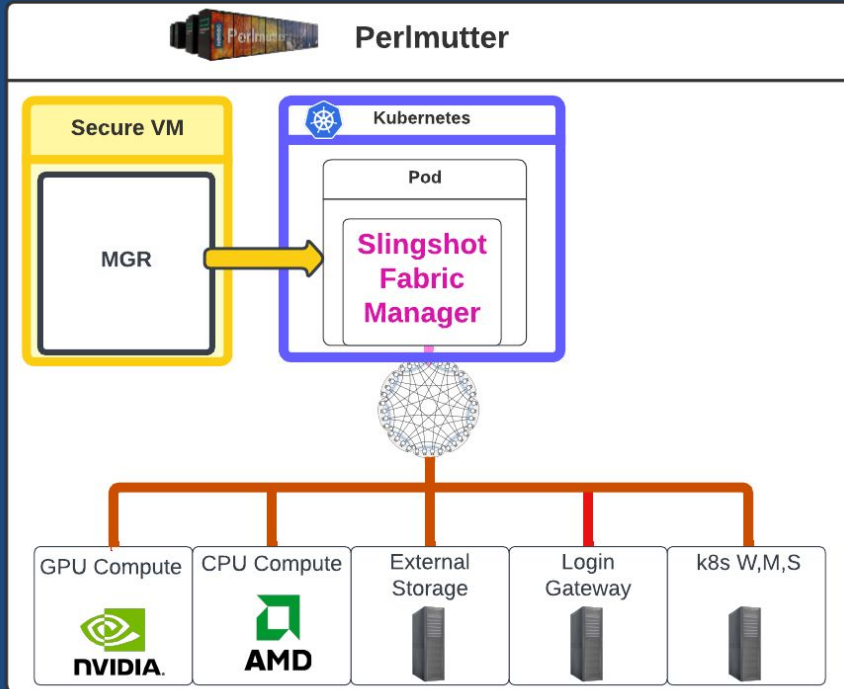 Perlmutter
Perlmutter
Secure VM
Kubernetes
Pod
MGR
Slingshot
Fabric
Manager
GPU Compute
CPU Compute
External
Storage
Login
Gateway
k8s W,M,S
NVIDIA.
AMD